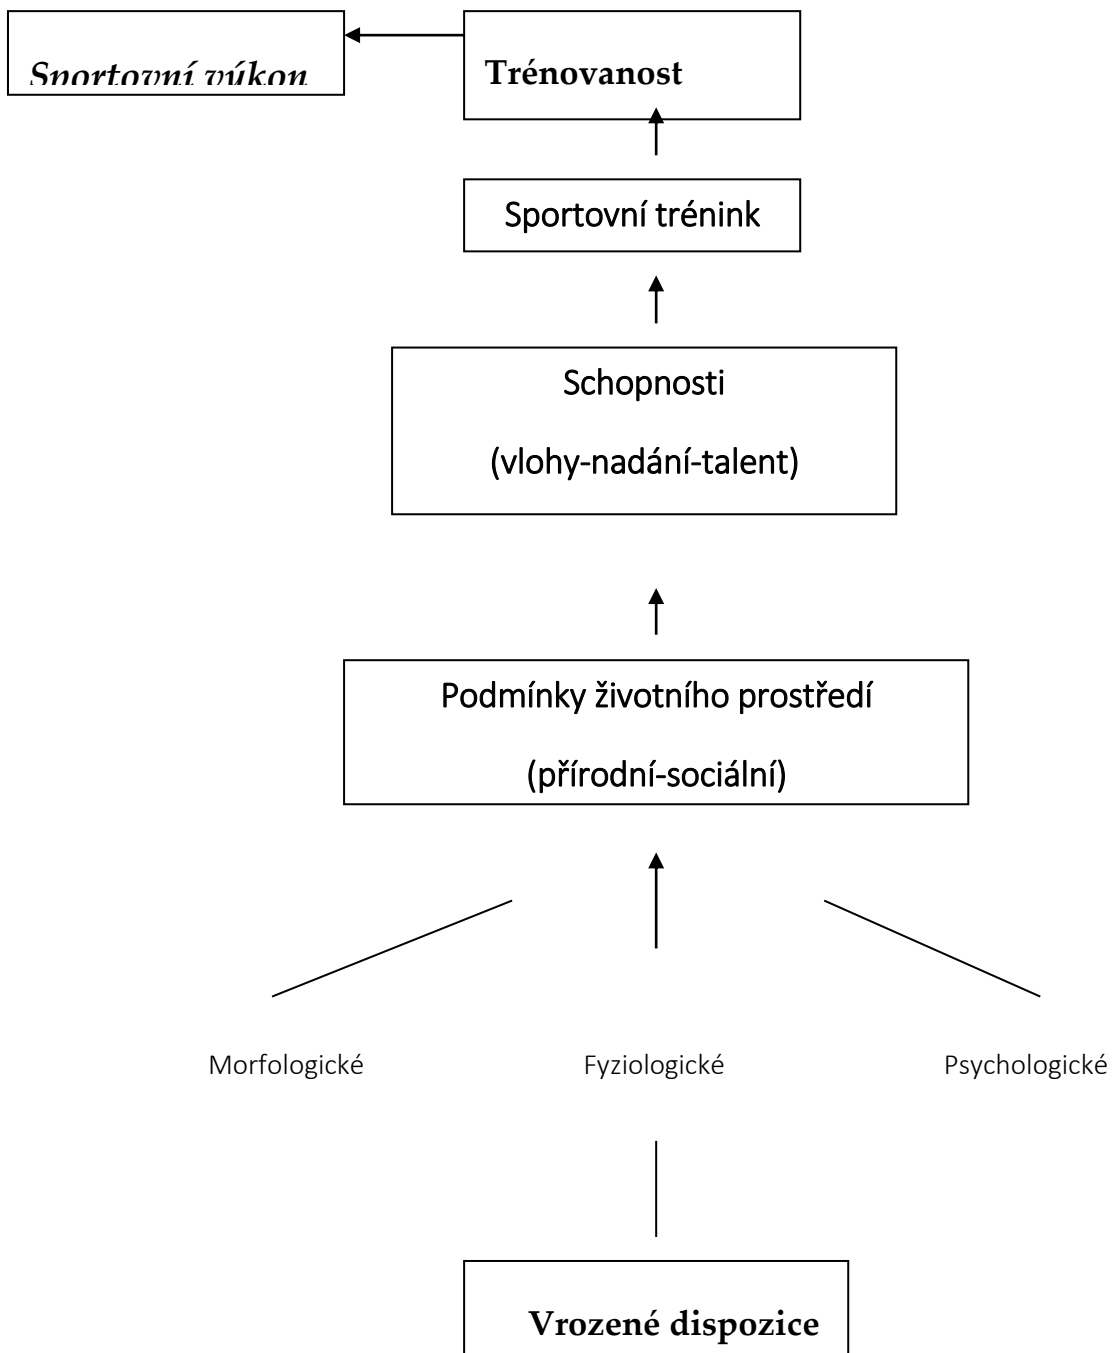 Sportovní výkon
Trénovanost
Sportovní trénink
Schopnosti
(vlohy-nadání-talent)
Podmínky životního prostředí
(přírodní-sociální)
Morfologické
Fyziologické
Psychologické
Vrozené dispozice